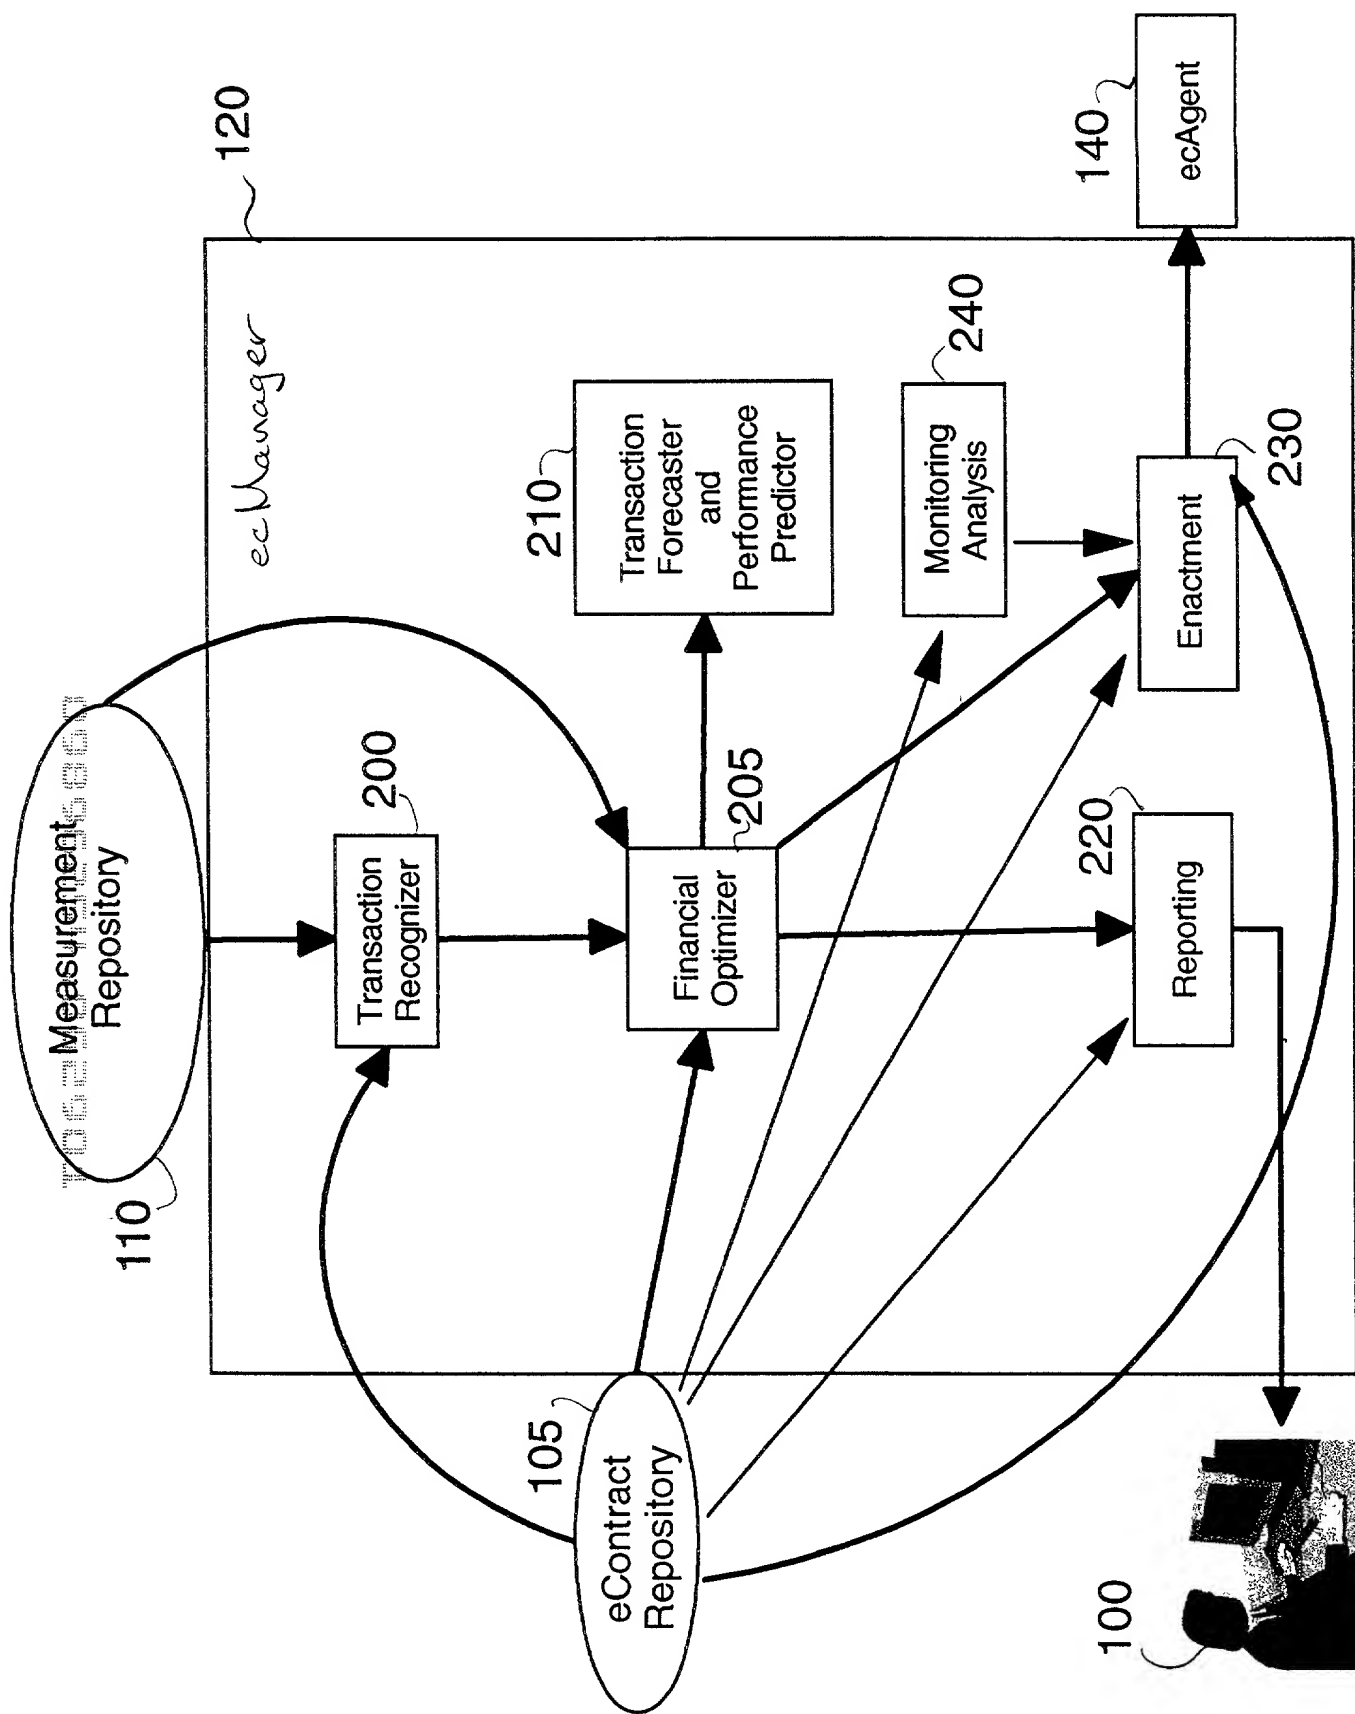 Measurement
Repository
110
120
ecManager
Transaction
Recognizer
200
105
eContract
Repository
210
Transaction
Forecaster
and
Performance
Predictor
Financial
Optimizer
205
Monitoring
Analysis
240
100
220
Reporting
Enactment
230
140
ecAgent